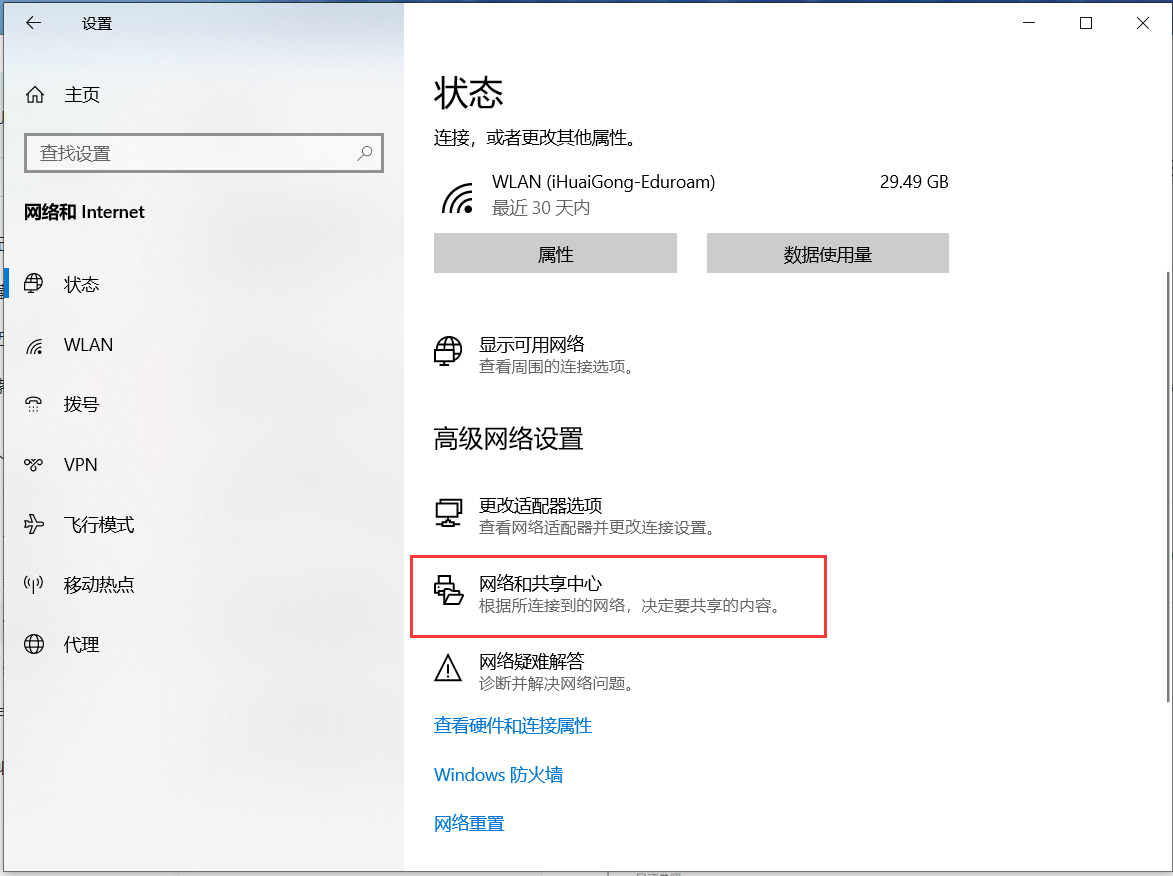 设置
主页
查找设置
网络和 Internet
状态
WLAN
拨号
VPN
飞行模式
移动热点
代理
状态
连接，或者更改其他属性。
WLAN (iHuaiGong-Eduroam)
29.49 GB
最近 30 天内
属性
数据使用量
显示可用网络
查看周围的连接选项。
高级网络设置
更改适配器选项
查看网络适配器并更改连接设置。
网络和共享中心
根据所连接到的网络，决定要共享的内容。
网络疑难解答
诊断并解决网络问题。
查看硬件和连接属性
Windows 防火墙
网络重置